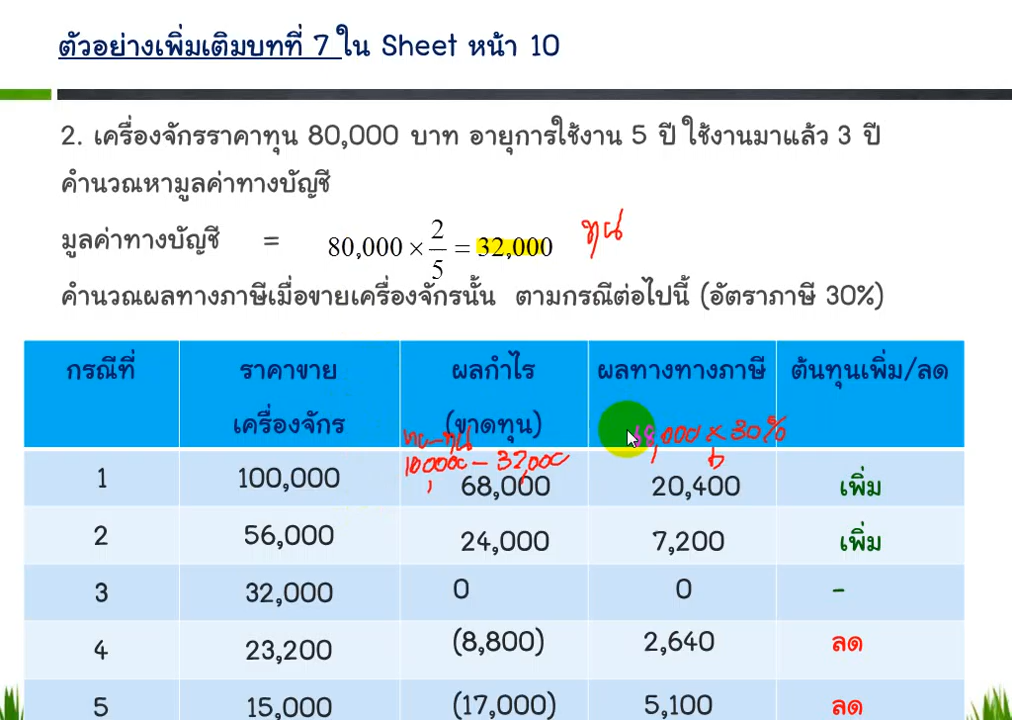 ตัวอย่างเพิ่มเติมบทที่ 7 ใน Sheet หน้า 10
2. เครื่องจักรราคาทุน 80,000 บาท อายุการใช้งาน 5 ปี ใช้งานมาแล้ว 3 ปี
คำนวณหามูลค่าทางบัญชี
มูลค่าทางบัญชี = 80,000 × 2/5 = 32,000 ทุน
คำนวณผลทางภาษีเมื่อขายเครื่องจักรนั้น ตามกรณีต่อไปนี้ (อัตราภาษี 30%)
กรณีที่ ราคาขาย ผลกำไร ผลทางทางภาษี ต้นทุนเพิ่ม/ลด
เครื่องจักร (ขาดทุน) 68,000 × 30%
1 100,000 68,000 20,400 เพิ่ม
2 56,000 24,000 7,200 เพิ่ม
3 32,000 0 0 -
4 23,200 (8,800) 2,640 ลด
5 15,000 (17,000) 5,100 ลด